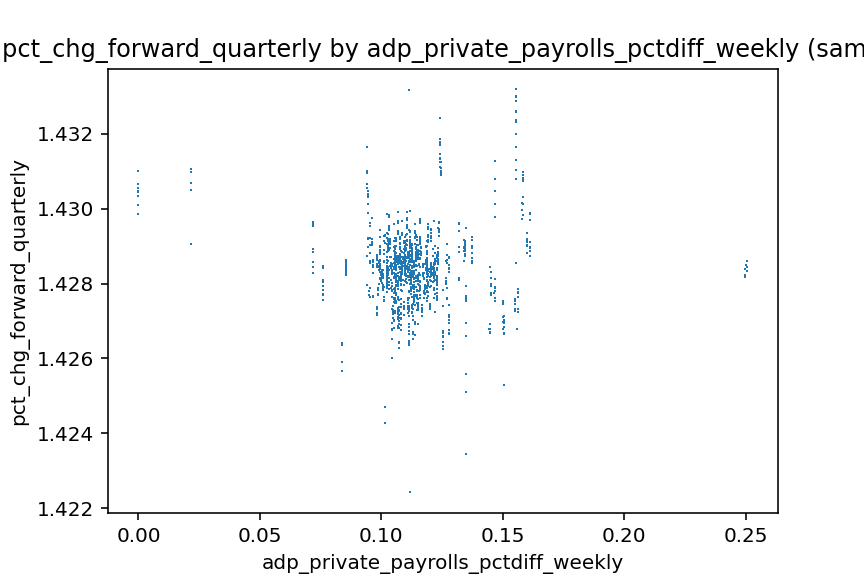 pct_chg_forward_quarterly by adp_private_payrolls_pctdiff_weekly (sam
1.432
1.430
1.428
1.426
1.424
1.422
pct_chg_forward_quarterly
0.00 0.05 0.10 0.15 0.20 0.25
adp_private_payrolls_pctdiff_weekly